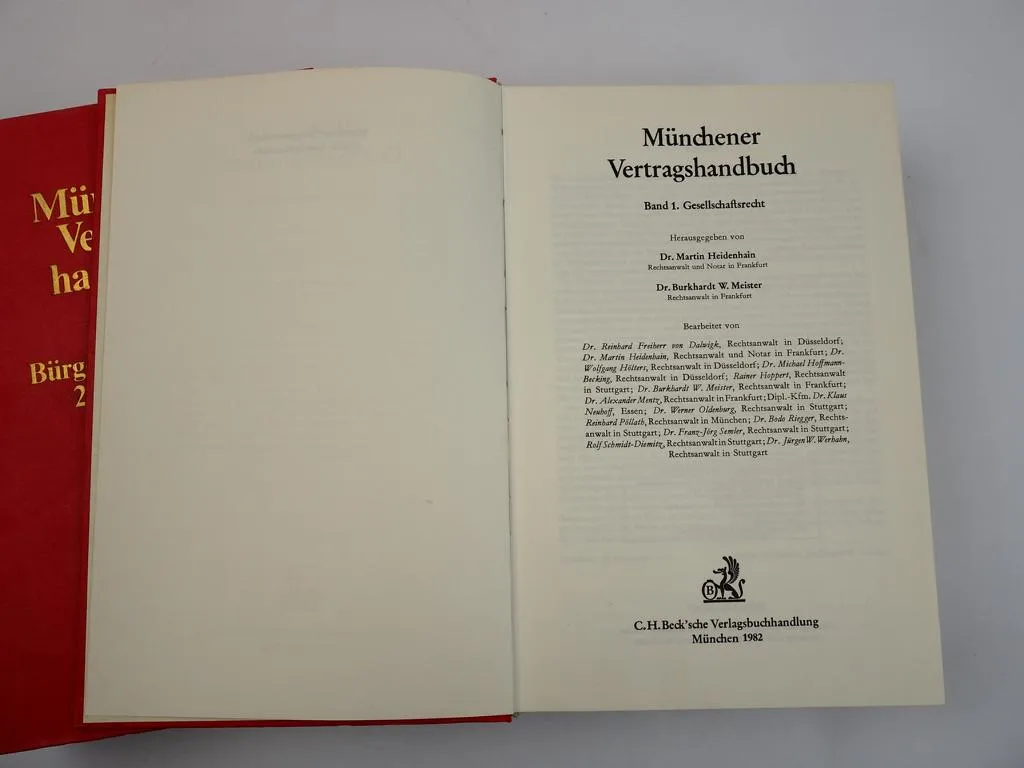 Mü
Ve
ha
Bürg
2
Münchener
Vertragshandbuch
Band 1. Gesellschaftsrecht
Herausgegeben von
Dr. Martin Heidenhain
Rechtsanwalt und Notar in Frankfurt
Dr. Burkhardt W. Meister
Rechtsanwalt in Frankfurt
Bearbeitet von
Dr. Reinhard Freiherr von Dalwigk, Rechtsanwalt in Düsseldorf;
Dr. Martin Heidenhain, Rechtsanwalt und Notar in Frankfurt; Dr.
Wolfgang Hölters, Rechtsanwalt in Düsseldorf; Dr. Michael Hoffmann-
Becking, Rechtsanwalt in Düsseldorf; Rainer Hoppert, Rechtsanwalt
in Stuttgart; Dr. Burkhardt W. Meister, Rechtsanwalt in Frankfurt;
Dr. Alexander Mentz, Rechtsanwalt in Frankfurt; Dipl.-Kfm. Dr. Klaus
Neuhoff, Essen; Dr. Werner Oldenburg, Rechtsanwalt in Stuttgart;
Reinhard Pöllath, Rechtsanwalt in München; Dr. Bodo Riegger, Rechts-
anwalt in Stuttgart; Dr. Franz-Jörg Semler, Rechtsanwalt in Stuttgart;
Rolf Schmidt-Diemitz, Rechtsanwalt in Stuttgart; Dr. Jürgen W. Werhahn,
Rechtsanwalt in Stuttgart
B
C. H. Beck'sche Verlagsbuchhandlung
München 1982